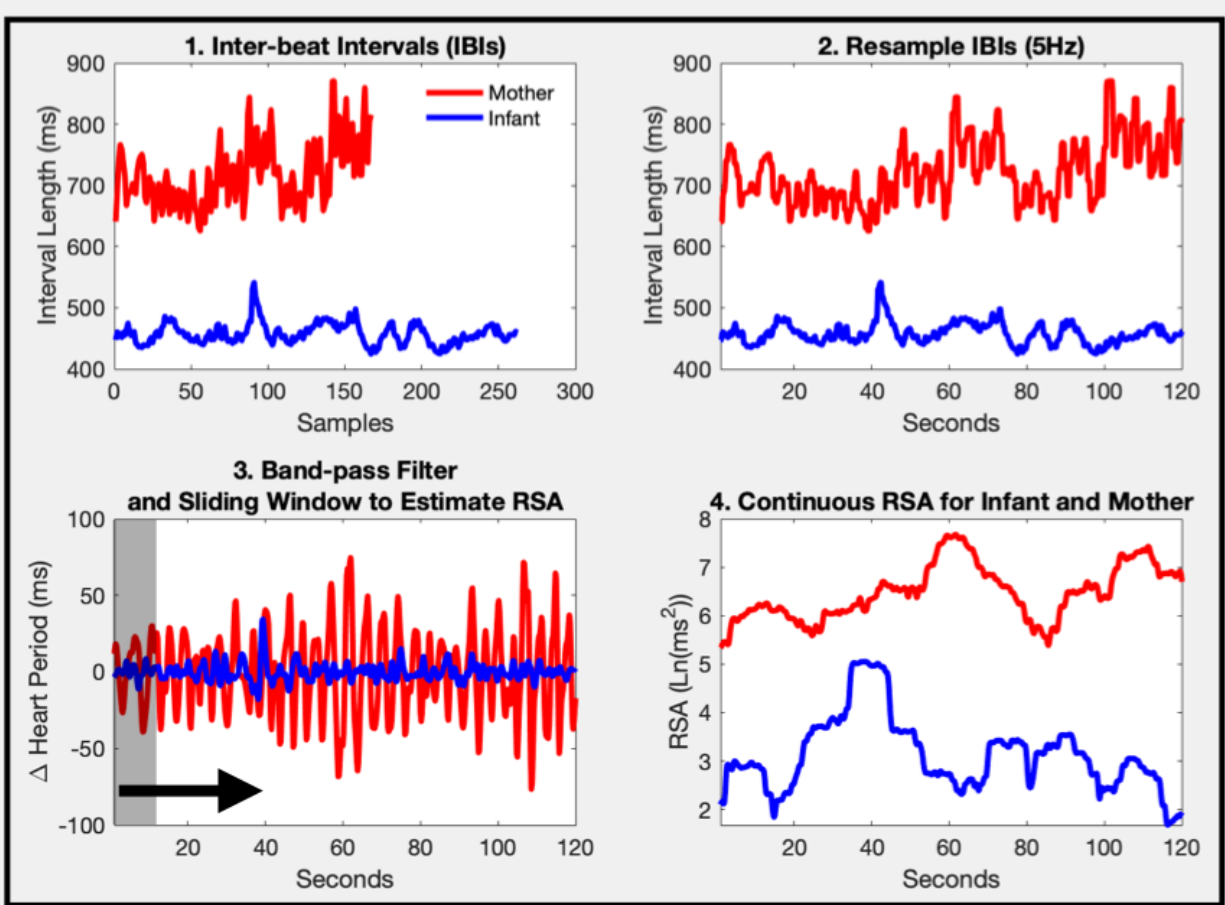 1. Inter-beat Intervals (IBIs)
900
800
700
600
500
400
Interval Length (ms)
Mother
Infant
0 50 100 150 200 250 300
Samples
2. Resample IBIs (5Hz)
900
800
700
600
500
400
Interval Length (ms)
20 40 60 80 100 120
Seconds
3. Band-pass Filter
and Sliding Window to Estimate RSA
100
50
0
-50
-100
Δ Heart Period (ms)
20 40 60 80 100 120
Seconds
4. Continuous RSA for Infant and Mother
8
7
6
5
4
3
2
RSA (Ln(ms²))
20 40 60 80 100 120
Seconds